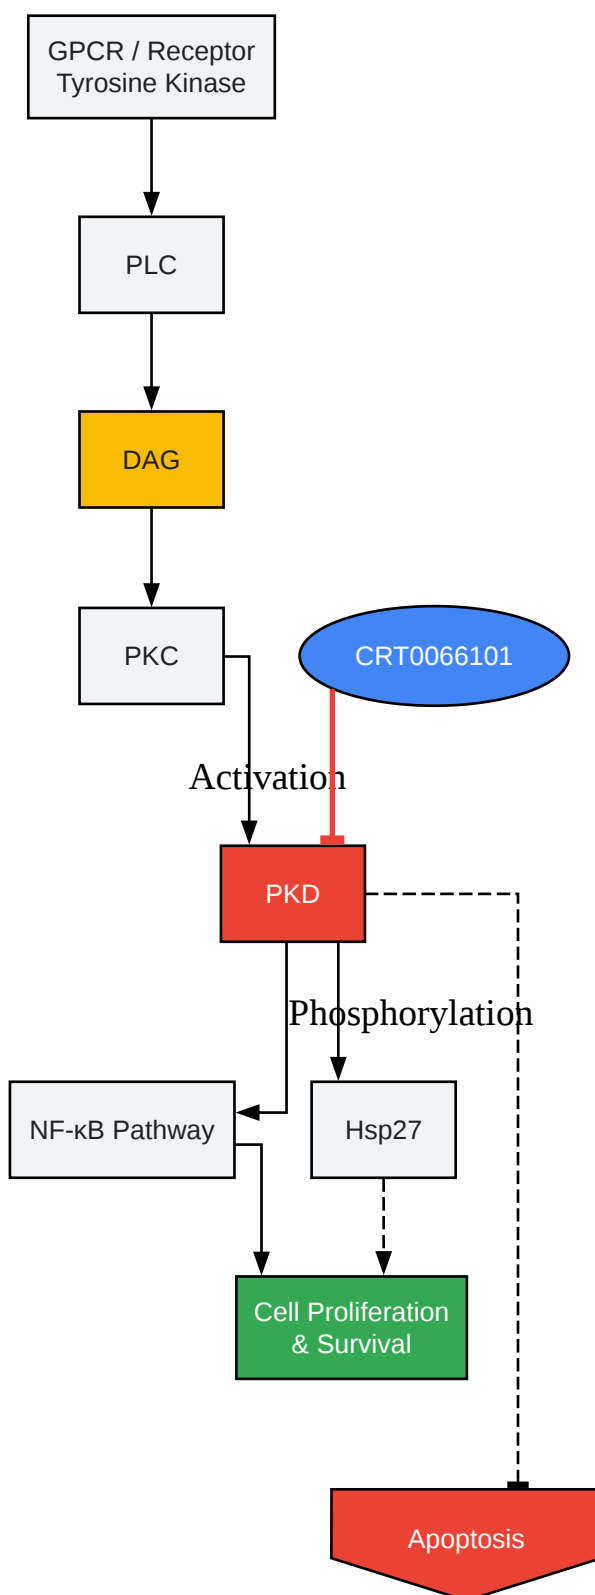 GPCR / Receptor
Tyrosine Kinase
PLC
DAG
PKC
CRT0066101
Activation
PKD
Phosphorylation
NF-κB Pathway
Hsp27
Cell Proliferation
& Survival
Apoptosis